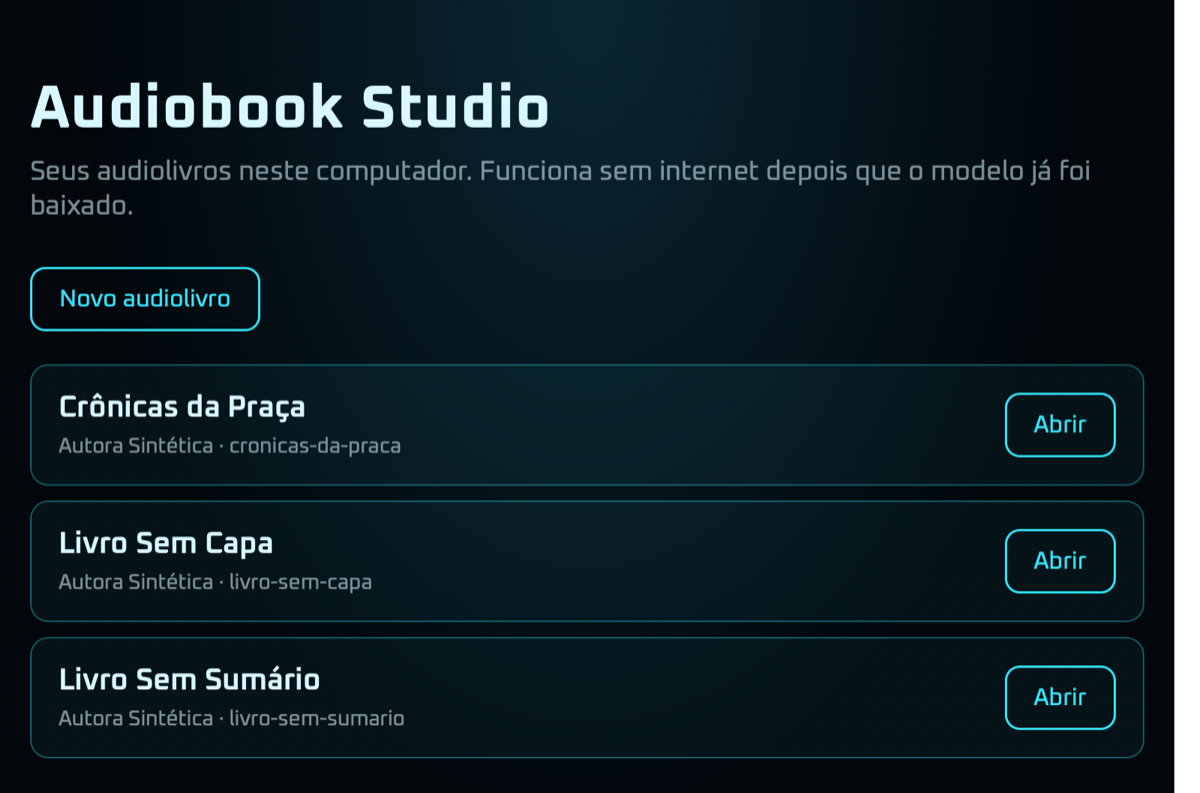 Audiobook Studio
Seus audiolivros neste computador. Funciona sem internet depois que o modelo já foi
baixado.
Novo audiolivro
Crônicas da Praça
Autora Sintética · cronicas-da-praca
Abrir
Livro Sem Capa
Autora Sintética · livro-sem-capa
Abrir
Livro Sem Sumário
Autora Sintética · livro-sem-sumario
Abrir